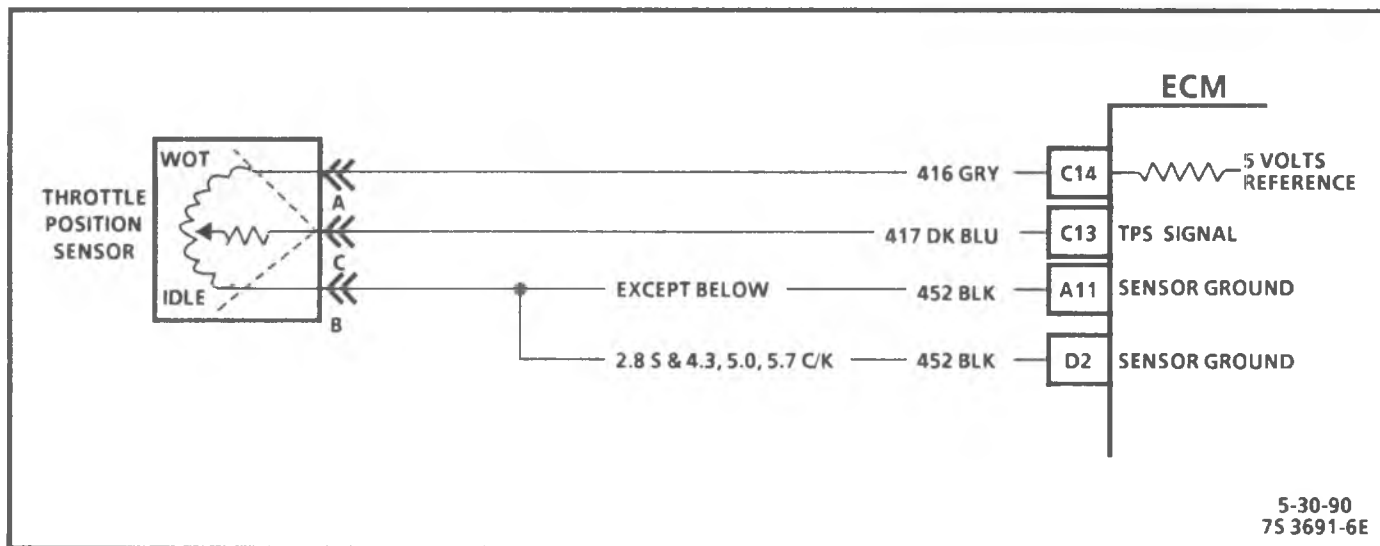 ECM
WOT
THROTTLE
POSITION
SENSOR
IDLE
A
C
B
416 GRY
C14
5 VOLTS
REFERENCE
417 DK BLU
C13
TPS SIGNAL
EXCEPT BELOW
452 BLK
A11
SENSOR GROUND
2.8 S & 4.3, 5.0, 5.7 C/K
452 BLK
D2
SENSOR GROUND
5-30-90
7S 3691-6E